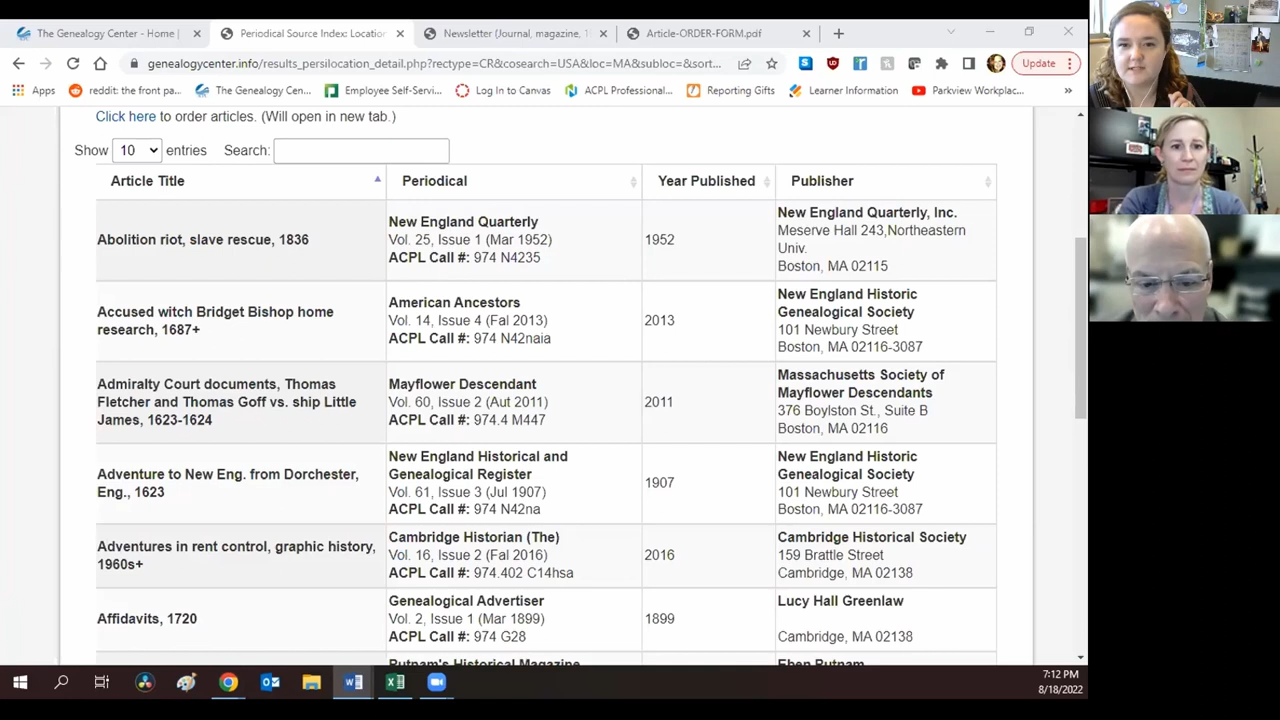 The Genealogy Center - Home |
Periodical Source Index: Location
Newsletter (Journal, magazine, 1
Article-ORDER-FORM.pdf
genealogycenter.info/results_persilocation_detail.php?rectype=CR&cosearch=USA&loc=MA&subloc=&sort...
Update
Apps
reddit: the front pa...
The Genealogy Cen...
Employee Self-Servi...
Log In to Canvas
ACPL Professional...
Reporting Gifts
Learner Information
Parkview Workplac...
»
Click here to order articles. (Will open in new tab.)
Show 10 entries Search:
Article Title
Periodical
Year Published
Publisher
Abolition riot, slave rescue, 1836
New England Quarterly
Vol. 25, Issue 1 (Mar 1952)
ACPL Call #: 974 N4235
1952
New England Quarterly, Inc.
Meserve Hall 243,Northeastern
Univ.
Boston, MA 02115
Accused witch Bridget Bishop home
research, 1687+
American Ancestors
Vol. 14, Issue 4 (Fal 2013)
ACPL Call #: 974 N42naia
2013
New England Historic
Genealogical Society
101 Newbury Street
Boston, MA 02116-3087
Admiralty Court documents, Thomas
Fletcher and Thomas Goff vs. ship Little
James, 1623-1624
Mayflower Descendant
Vol. 60, Issue 2 (Aut 2011)
ACPL Call #: 974.4 M447
2011
Massachusetts Society of
Mayflower Descendants
376 Boylston St., Suite B
Boston, MA 02116
Adventure to New Eng. from Dorchester,
Eng., 1623
New England Historical and
Genealogical Register
Vol. 61, Issue 3 (Jul 1907)
ACPL Call #: 974 N42na
1907
New England Historic
Genealogical Society
101 Newbury Street
Boston, MA 02116-3087
Adventures in rent control, graphic history,
1960s+
Cambridge Historian (The)
Vol. 16, Issue 2 (Fal 2016)
ACPL Call #: 974.402 C14hsa
2016
Cambridge Historical Society
159 Brattle Street
Cambridge, MA 02138
Affidavits, 1720
Genealogical Advertiser
Vol. 2, Issue 1 (Mar 1899)
ACPL Call #: 974 G28
1899
Lucy Hall Greenlaw
Cambridge, MA 02138
Putnam's Historical Magazine
Eben Putnam
7:12 PM
8/18/2022